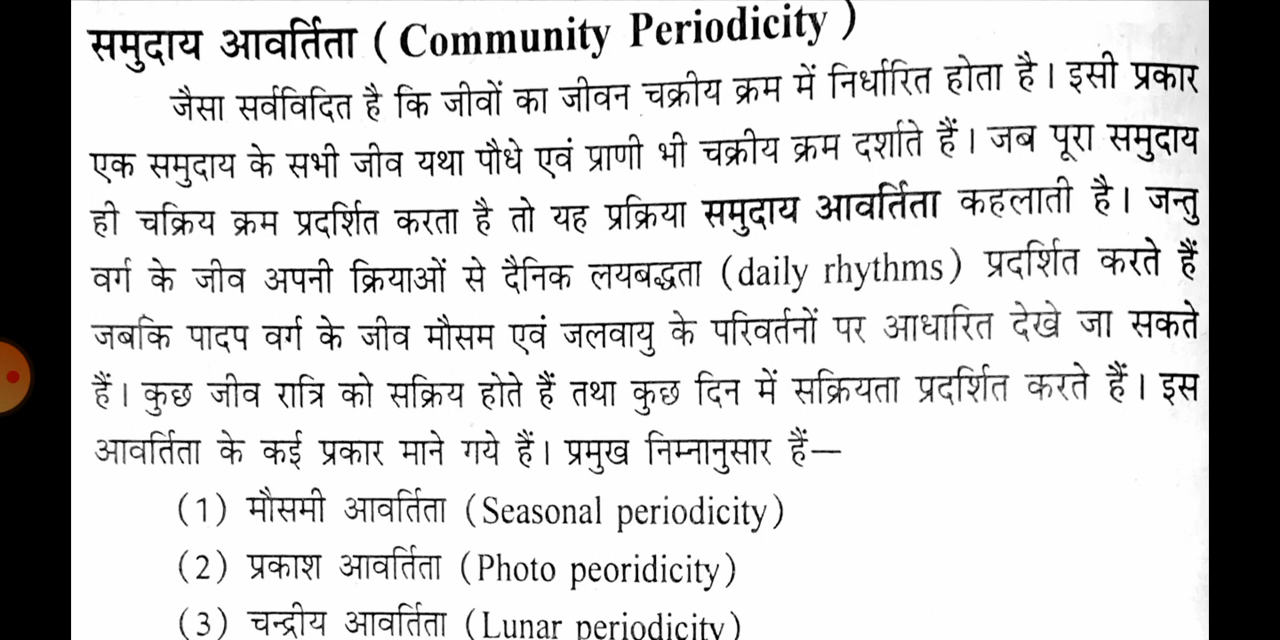 समुदाय आवर्तिता ( Community Periodicity )
जैसा सर्वविदित है कि जीवों का जीवन चक्रीय क्रम में निर्धारित होता है। इसी प्रकार
एक समुदाय के सभी जीव यथा पौधे एवं प्राणी भी चक्रीय क्रम दर्शाते हैं। जब पूरा समुदाय
ही चक्रिय क्रम प्रदर्शित करता है तो यह प्रक्रिया समुदाय आवर्तिता कहलाती है। जन्तु
वर्ग के जीव अपनी क्रियाओं से दैनिक लयबद्धता (daily rhythms) प्रदर्शित करते हैं
जबकि पादप वर्ग के जीव मौसम एवं जलवायु के परिवर्तनों पर आधारित देखे जा सकते
हैं। कुछ जीव रात्रि को सक्रिय होते हैं तथा कुछ दिन में सक्रियता प्रदर्शित करते हैं। इस
आवर्तिता के कई प्रकार माने गये हैं। प्रमुख निम्नानुसार हैं—
(1) मौसमी आवर्तिता (Seasonal periodicity)
(2) प्रकाश आवर्तिता (Photo peoridicity)
(3) चन्द्रीय आवर्तिता (Lunar periodicity)